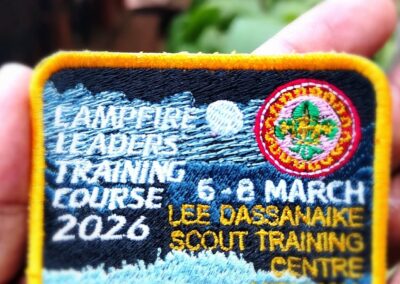 CAMPFIRE
LEADERS
TRAINING
COURSE
2026
6-8 MARCH
LEE DASSANAIKE
SCOUT TRAINING
CENTRE